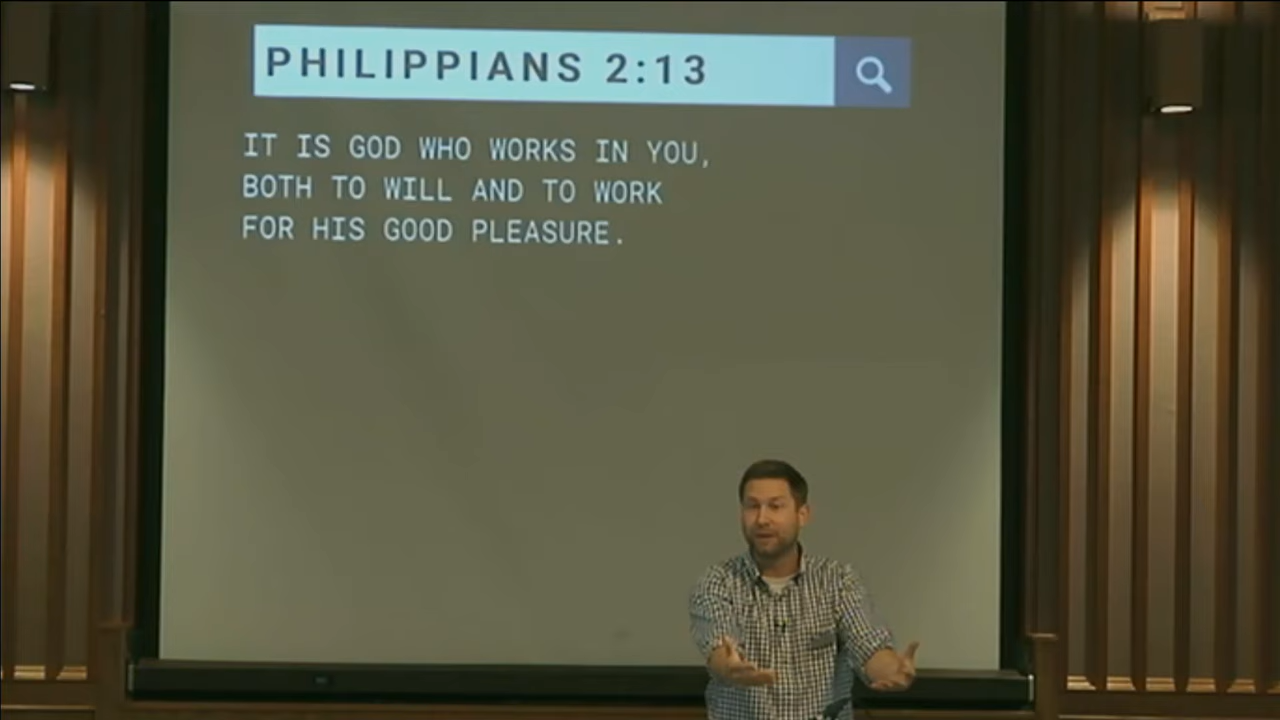 PHILIPPIANS 2:13
IT IS GOD WHO WORKS IN YOU,
BOTH TO WILL AND TO WORK
FOR HIS GOOD PLEASURE.